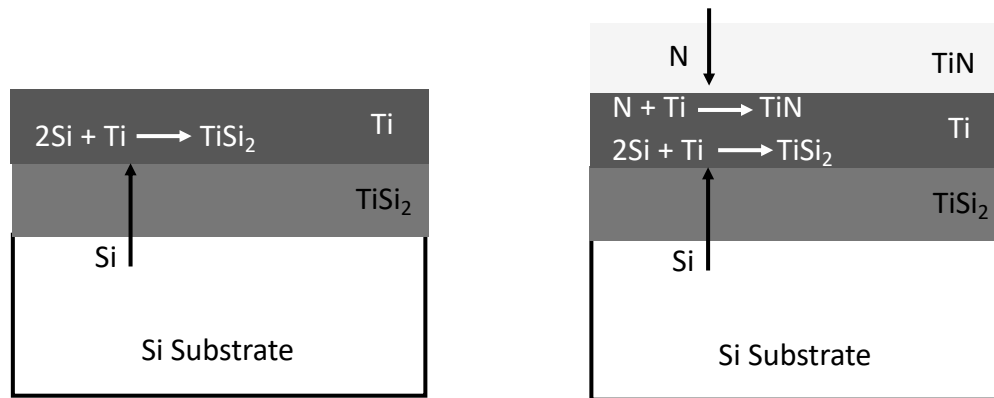 2Si + Ti ⟶ TiSi₂
Ti
TiSi₂
Si
Si Substrate
N
TiN
N + Ti ⟶ TiN
Ti
2Si + Ti ⟶ TiSi₂
TiSi₂
Si
Si Substrate